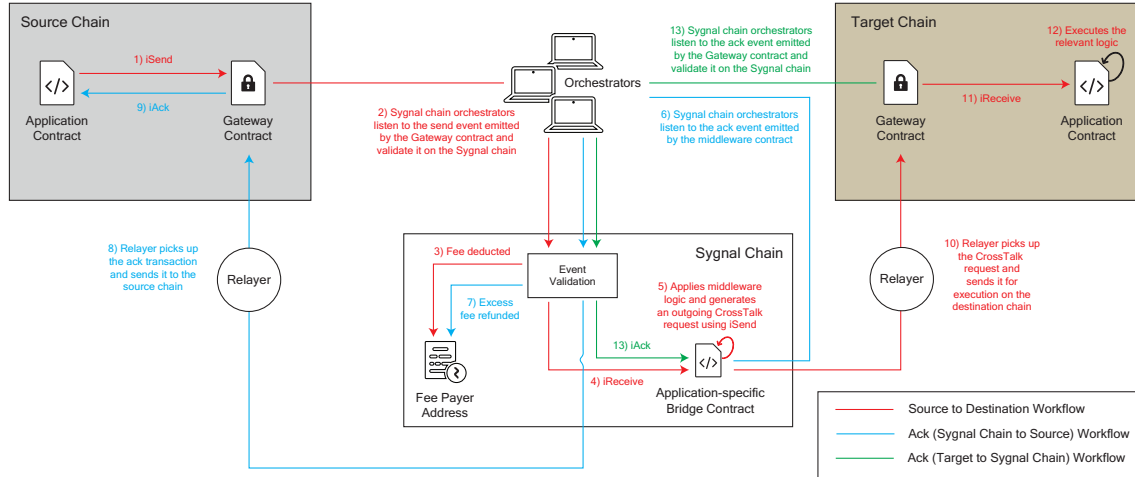 Source Chain
1) iSend
9) iAck
Application
Contract
Gateway
Contract
Orchestrators
2) Sygnal chain orchestrators
listen to the send event emitted
by the Gateway contract and
validate it on the Sygnal chain
13) Sygnal chain orchestrators
listen to the ack event emitted
by the Gateway contract and
validate it on the Sygnal chain
6) Sygnal chain orchestrators
listen to the ack event emitted
by the middleware contract
Target Chain
12) Executes the
relevant logic
11) iReceive
Gateway
Contract
Application
Contract
8) Relayer picks up
the ack transaction
and sends it to the
source chain
Relayer
Sygnal Chain
3) Fee deducted
Event
Validation
7) Excess
fee refunded
5) Applies middleware
logic and generates
an outgoing CrossTalk
request using iSend
13) iAck
4) iReceive
Fee Payer
Address
Application-specific
Bridge Contract
Relayer
10) Relayer picks up
the CrossTalk
request and
sends it for
execution on the
destination chain
Source to Destination Workflow
Ack (Sygnal Chain to Source) Workflow
Ack (Target to Sygnal Chain) Workflow